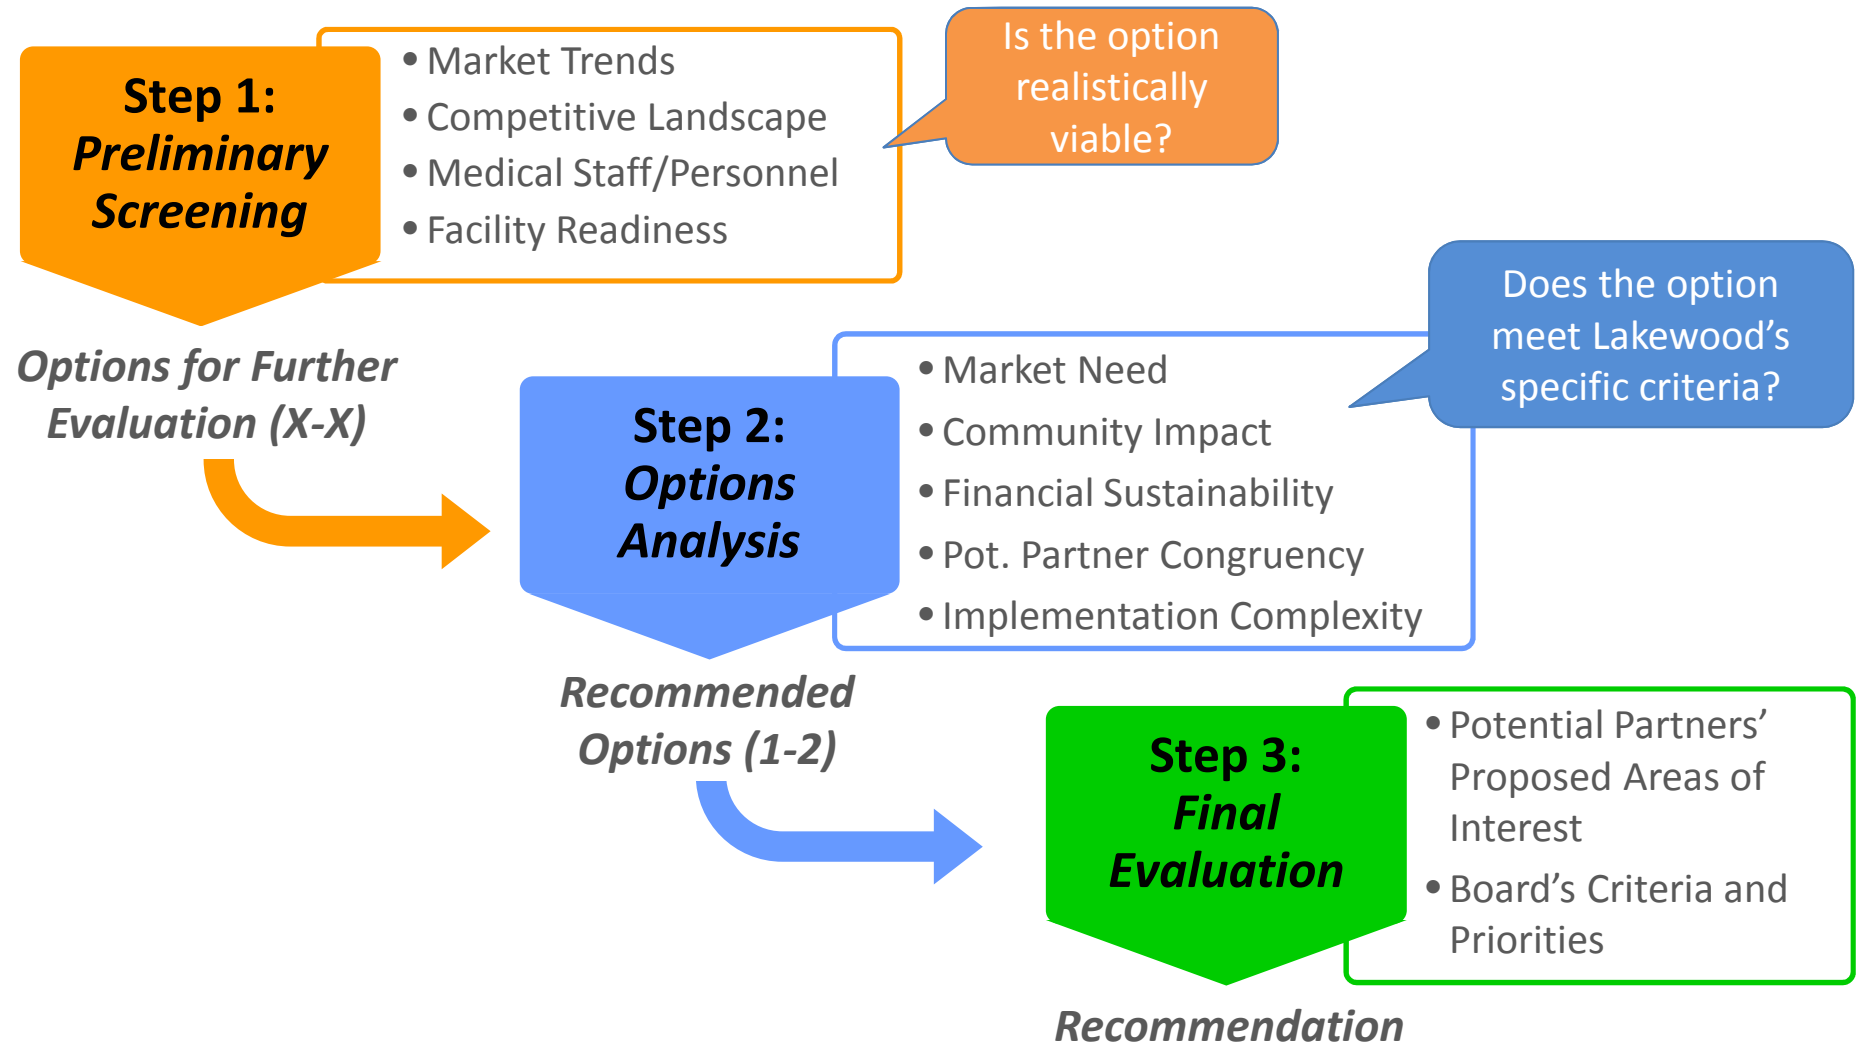 Step 1:
Preliminary
Screening
• Market Trends
• Competitive Landscape
• Medical Staff/Personnel
• Facility Readiness
Is the option
realistically
viable?
Options for Further
Evaluation (X-X)
Step 2:
Options
Analysis
• Market Need
• Community Impact
• Financial Sustainability
• Pot. Partner Congruency
• Implementation Complexity
Does the option
meet Lakewood’s
specific criteria?
Recommended
Options (1-2)
Step 3:
Final
Evaluation
• Potential Partners’
Proposed Areas of
Interest
• Board’s Criteria and
Priorities
Recommendation